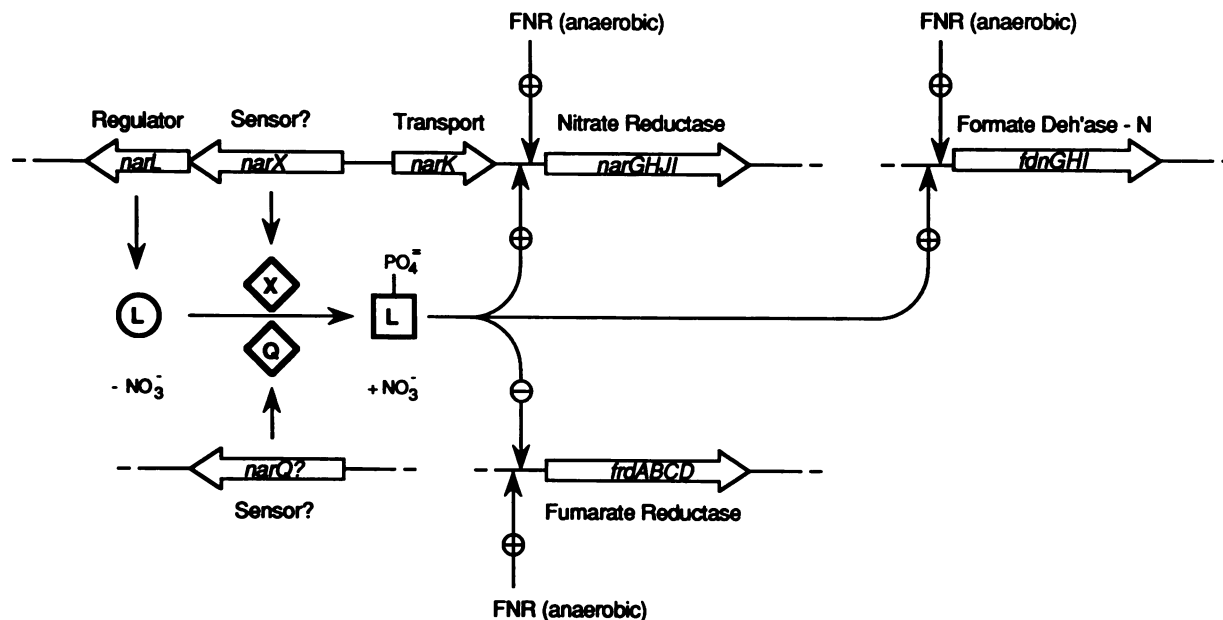 FNR (anaerobic) FNR (anaerobic)
Regulator Sensor? Transport Nitrate Reductase Formate Deh'ase - N
narL narX narK narGHJI fdnGHI
PO4=
X
L L
Q
- NO3- + NO3-
narQ? frdABCD
Sensor? Fumarate Reductase
FNR (anaerobic)